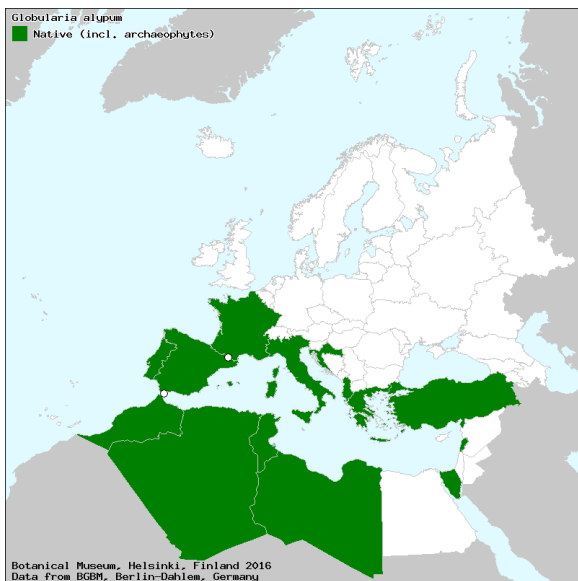 Globularia alypum
Native (incl. archaeophytes)
Botanical Museum, Helsinki, Finland 2016
Data from BGBM, Berlin-Dahlem, Germany